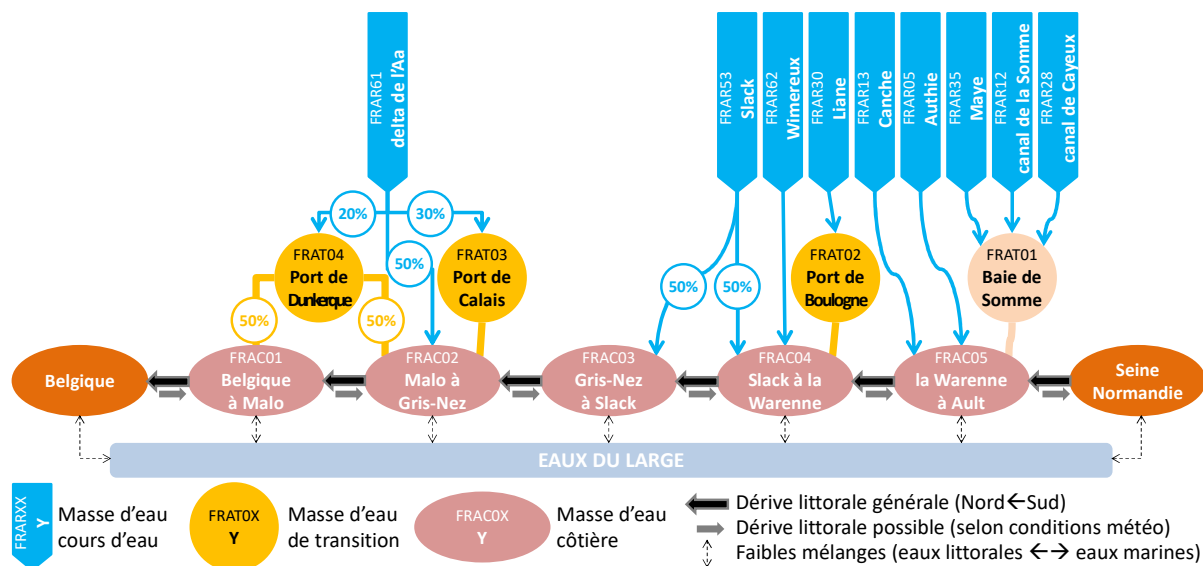 FRAR61
delta de l'Aa
FRAR53
Slack
FRAR62
Wimereux
FRAR30
Liane
FRAR13
Canche
FRAR05
Authie
FRAR35
Maye
FRAR12
canal de la Somme
FRAR28
canal de Cayeux
20%
30%
50%
FRAT04
Port de
Dunkerque
FRAT03
Port de
Calais
50%
50%
FRAT02
Port de
Boulogne
FRAT01
Baie de
Somme
50%
50%
Belgique
FRAC01
Belgique
à Malo
FRAC02
Malo à
Gris-Nez
FRAC03
Gris-Nez
à Slack
FRAC04
Slack à la
Warenne
FRAC05
la Warenne
à Ault
Seine
Normandie
EAUX DU LARGE
FRARXX
Y
Masse d'eau
cours d'eau
FRAT0X
Y
Masse d'eau
de transition
FRAC0X
Y
Masse d'eau
côtière
Dérive littorale générale (Nord←Sud)
Dérive littorale possible (selon conditions météo)
Faibles mélanges (eaux littorales ←→ eaux marines)